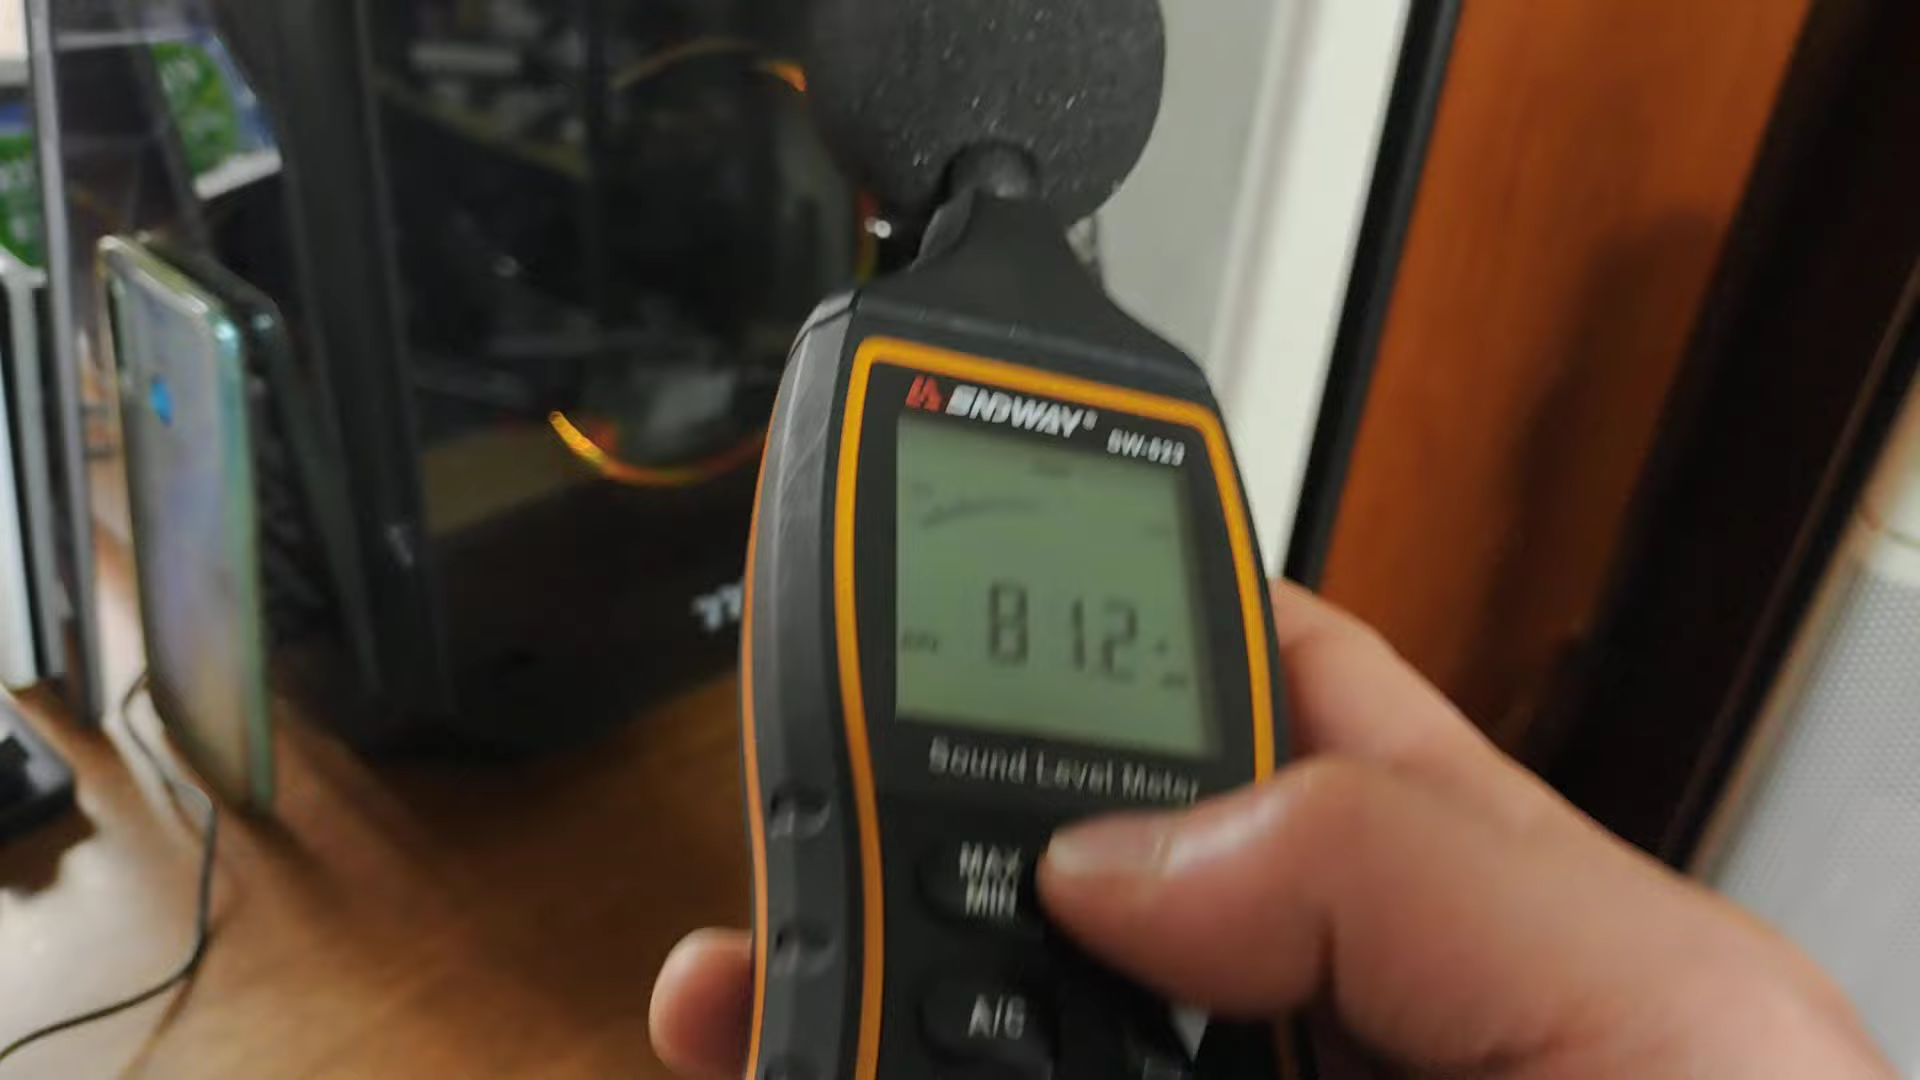 SNDWAY®
SW-523
81.2
Sound Level Meter
MAX
MIN
A/C